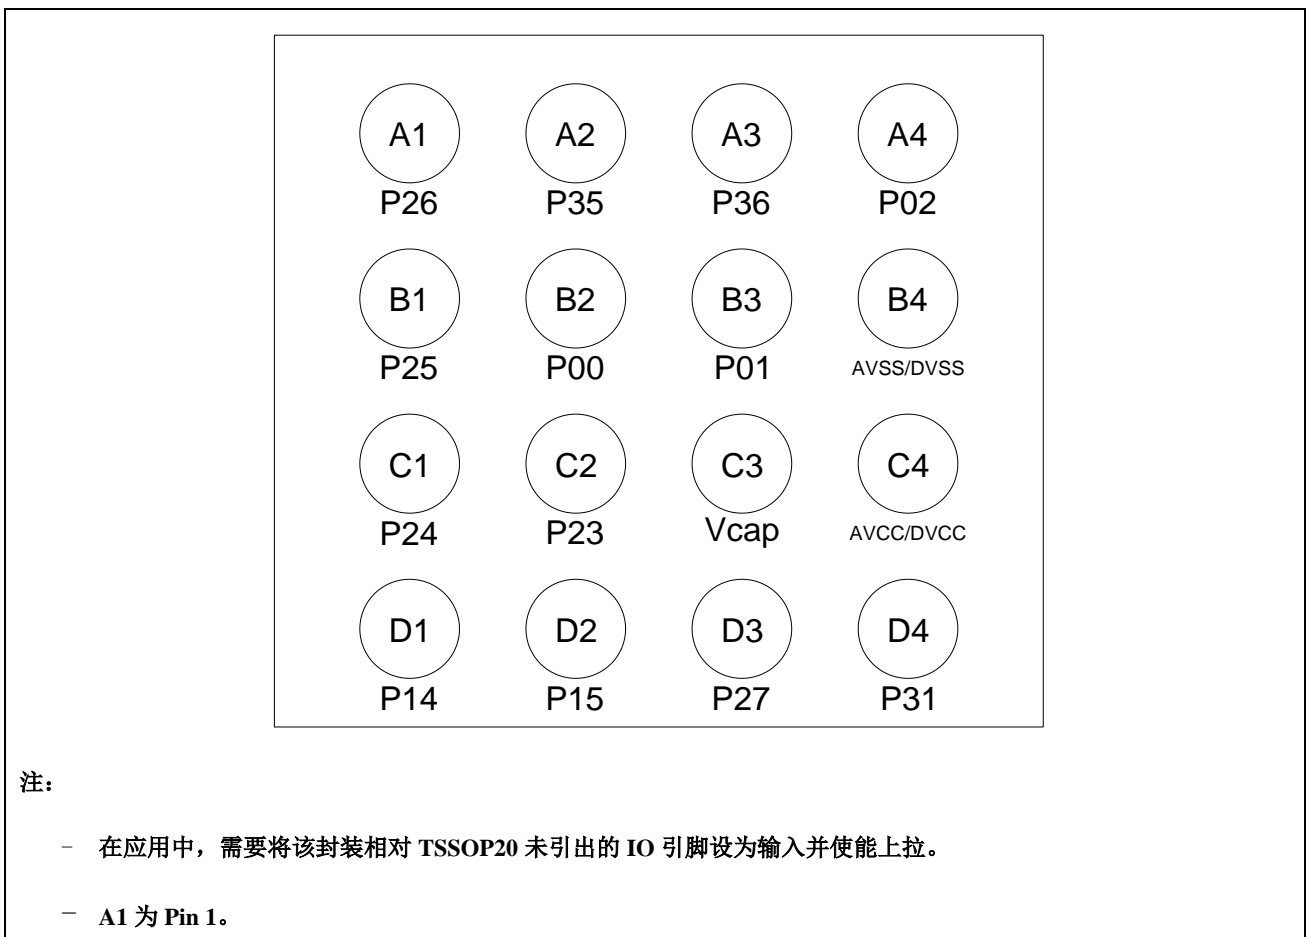 A1 A2 A3 A4
P26 P35 P36 P02
B1 B2 B3 B4
P25 P00 P01 AVSS/DVSS
C1 C2 C3 C4
P24 P23 Vcap AVCC/DVCC
D1 D2 D3 D4
P14 P15 P27 P31
注：
– 在应用中，需要将该封装相对 TSSOP20 未引出的 IO 引脚设为输入并使能上拉。
– A1 为 Pin 1。